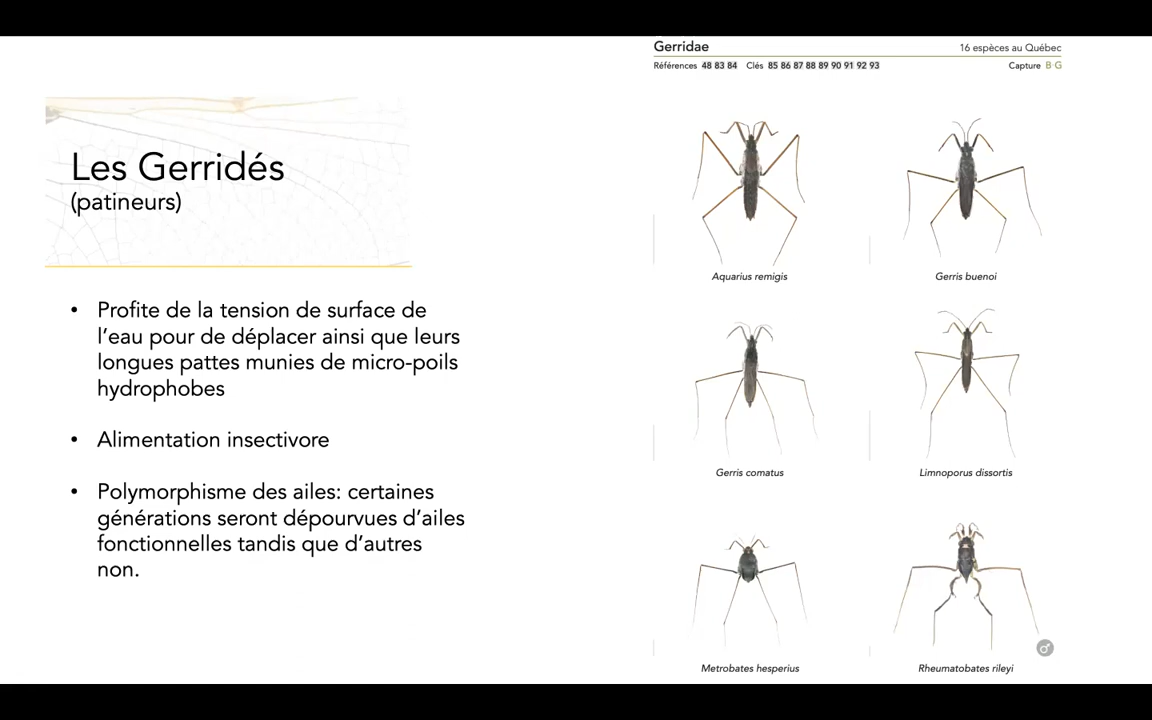 Les Gerridés
(patineurs)
• Profite de la tension de surface de
l’eau pour de déplacer ainsi que leurs
longues pattes munies de micro-poils
hydrophobes
• Alimentation insectivore
• Polymorphisme des ailes: certaines
générations seront dépourvues d’ailes
fonctionnelles tandis que d’autres
non.
Gerridae 16 espèces au Québec
Références 48 83 84 Clés 85 86 87 88 89 90 91 92 93 Capture B·G
Aquarius remigis Gerris buenoi
Gerris comatus Limnoporus dissortis
Metrobates hesperius Rheumatobates rileyi
♂